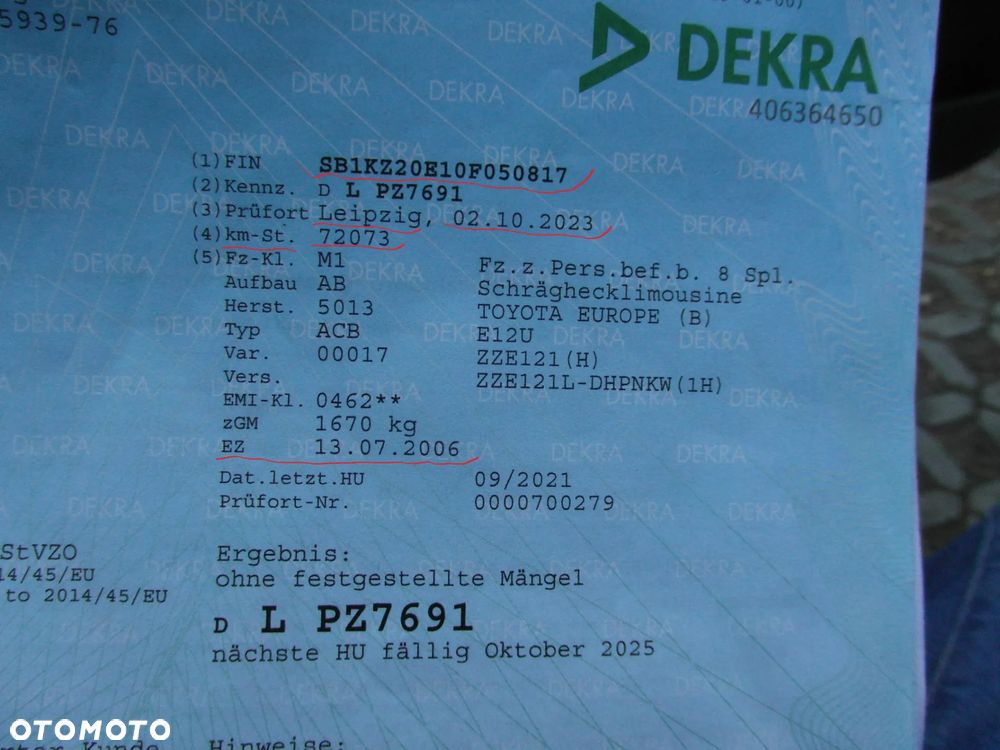 5939-76
DEKRA
406364650
(1) FIN SB1KZ20E10F050817
(2) Kennz. D L PZ7691
(3) Prüfort Leipzig, 02.10.2023
(4) km-St. 72073
(5) Fz-Kl. M1 Fz.z.Pers.bef.b. 8 Spl.
Aufbau AB Schräghecklimousine
Herst. 5013 TOYOTA EUROPE (B)
Typ ACB E12U
Var. 00017 ZZE121(H)
Vers. ZZE121L-DHPNKW(1H)
EMI-Kl. 0462**
zGM 1670 kg
EZ 13.07.2006
Dat.letzt.HU 09/2021
Prüfort-Nr. 0000700279
StVZO
14/45/EU
to 2014/45/EU
Ergebnis:
ohne festgestellte Mängel
D L PZ7691
nächste HU fällig Oktober 2025
Kunde
Hinweise:
OTOMOTO